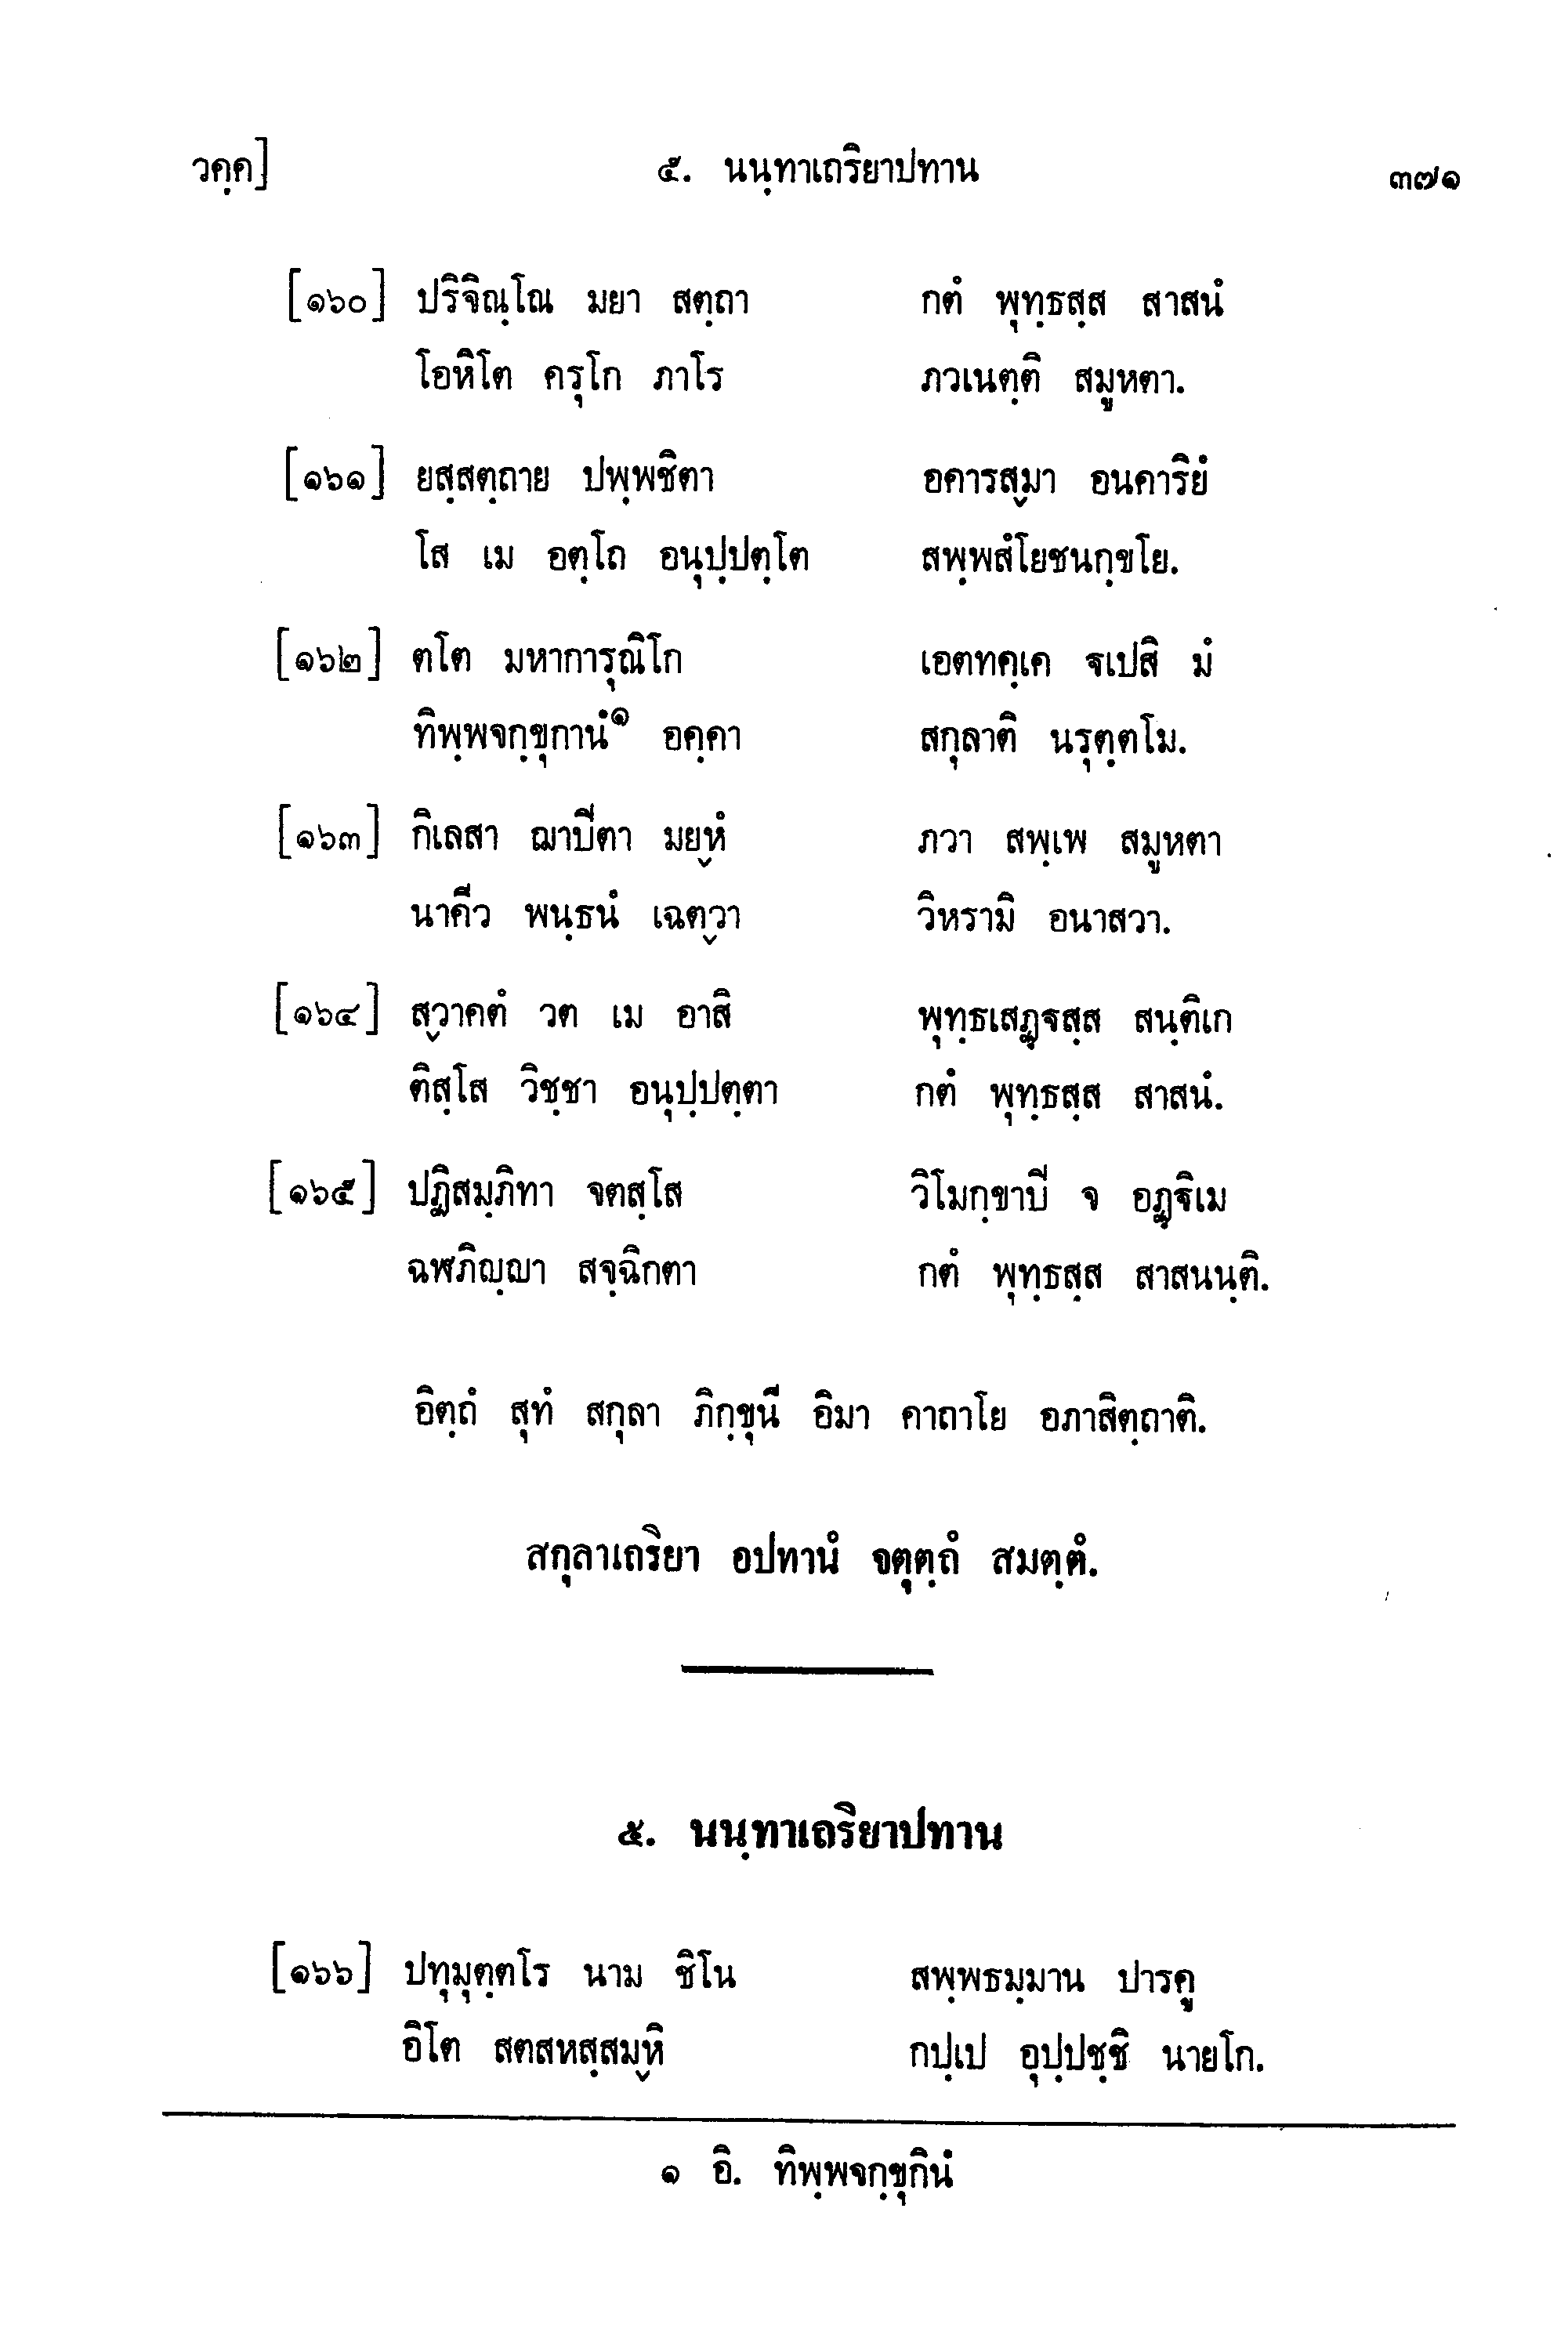 วคฺค] ๕. นนฺทาเถริยาปทาน ๓๗๑
[๑๖๐] ปริจิณฺโณ มยา สตฺถา กตํ พุทฺธสฺส สาสนํ
โอหิโต ครุโก ภาโร ภวเนตฺติ สมูหตา.
[๑๖๑] ยสฺสตฺถาย ปพฺพชิตา อคารสฺมา อนคาริยํ
โส เม อตฺโถ อนุปฺปตฺโต สพฺพสํโยชนกฺขโย.
[๑๖๒] ตโต มหาการุณิโก เอตทคฺเค ฐเปสิ มํ
ทิพฺพจกฺขุกานํ๑ อคฺคา สกุลาติ นรุตฺตโม.
[๑๖๓] กิเลสา ฌาปีตา มยฺหํ ภวา สพฺเพ สมูหตา
นาคีว พนฺธนํ เฉตฺวา วิหรามิ อนาสวา.
[๑๖๔] สฺวาคตํ วต เม อาสิ พุทฺธเสฏฺฐสฺส สนฺติเก
ติสฺโส วิชฺชา อนุปฺปตฺตา กตํ พุทฺธสฺส สาสนํ.
[๑๖๕] ปฏิสมฺภิทา จตสฺโส วิโมกฺขาปี จ อฏฺฐิเม
ฉฬภิญฺญา สจฺฉิกตา กตํ พุทฺธสฺส สาสนนฺติ.
อิตฺถํ สุทํ สกุลา ภิกฺขุนี อิมา คาถาโย อภาสิตฺถาติ.
สกุลาเถริยา อปทานํ จตุตฺถํ สมตฺตํ.
๕. นนฺทาเถริยาปทาน
[๑๖๖] ปทุมุตฺตโร นาม ชิโน สพฺพธมฺมาน ปารคู
อิโต สตสหสฺสมฺหิ กปฺเป อุปฺปชฺชิ นายโก.
๑ อิ. ทิพฺพจกฺขุกินํ